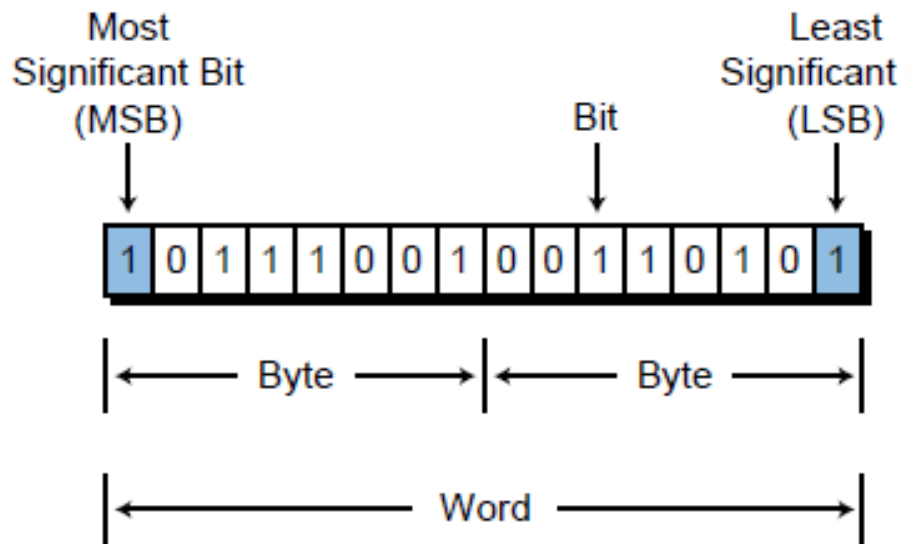 Most
Significant Bit
(MSB)
Bit
Least
Significant
(LSB)
1 0 1 1 1 0 0 1 0 0 1 1 0 1 0 1
Byte Byte
Word